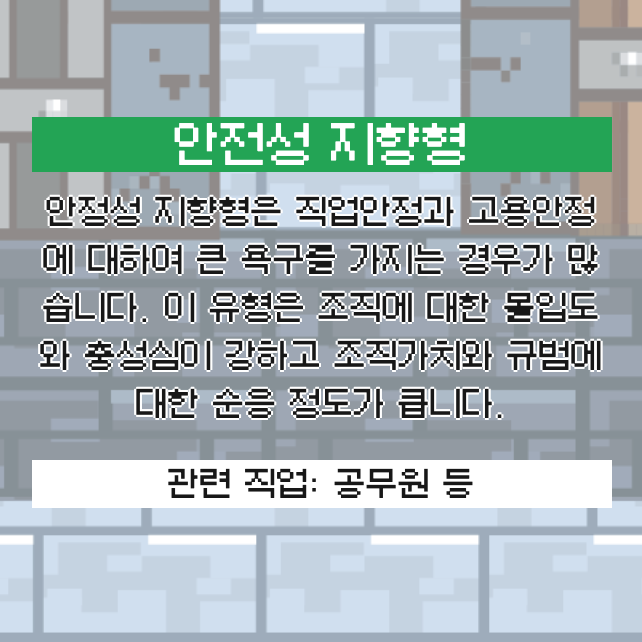 안전성 지향형
안정성 지향형은 직업안정과 고용안정
에 대하여 큰 욕구를 가지는 경우가 많
습니다. 이 유형은 조직에 대한 몰입도
와 충성심이 강하고 조직가치와 규범에
대한 순응 정도가 큽니다.
관련 직업: 공무원 등